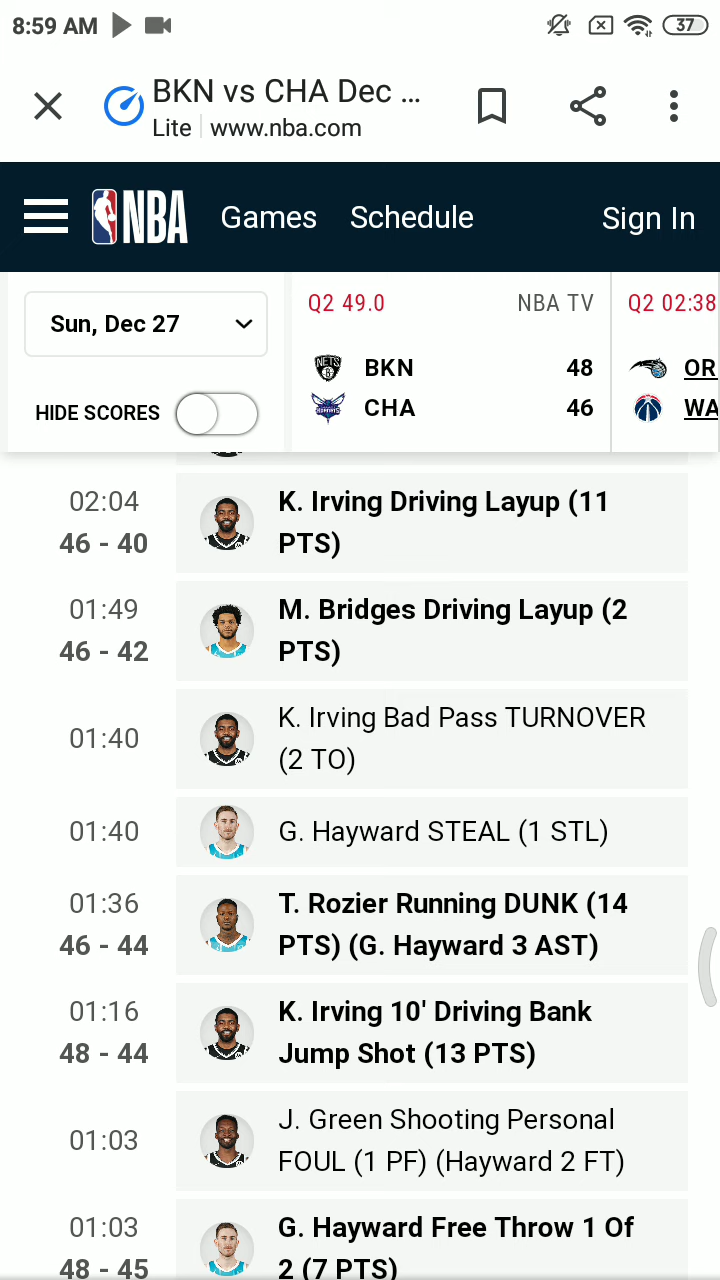 8:59 AM 37
BKN vs CHA Dec ...
Lite www.nba.com
NBA Games Schedule Sign In
Sun, Dec 27
HIDE SCORES
Q2 49.0 NBA TV
BKN 48
CHA 46
Q2 02:38
OR
WA
02:04
46 - 40
K. Irving Driving Layup (11
PTS)
01:49
46 - 42
M. Bridges Driving Layup (2
PTS)
01:40
K. Irving Bad Pass TURNOVER
(2 TO)
01:40
G. Hayward STEAL (1 STL)
01:36
46 - 44
T. Rozier Running DUNK (14
PTS) (G. Hayward 3 AST)
01:16
48 - 44
K. Irving 10' Driving Bank
Jump Shot (13 PTS)
01:03
J. Green Shooting Personal
FOUL (1 PF) (Hayward 2 FT)
01:03
48 - 45
G. Hayward Free Throw 1 Of
2 (7 PTS)